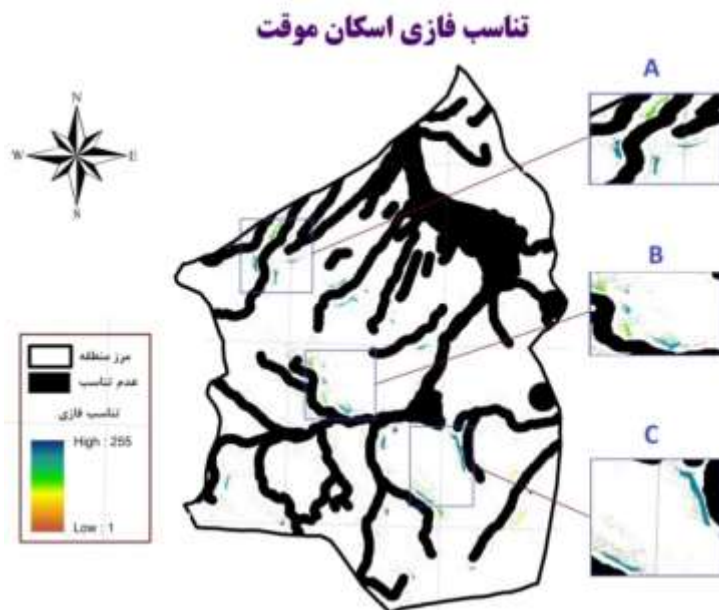 تناسب فازی اسکان موقت
A
N
W
E
S
B
مرز منطقه
عدم تناسب
تناسب فازی
High : 255
Low : 1
C